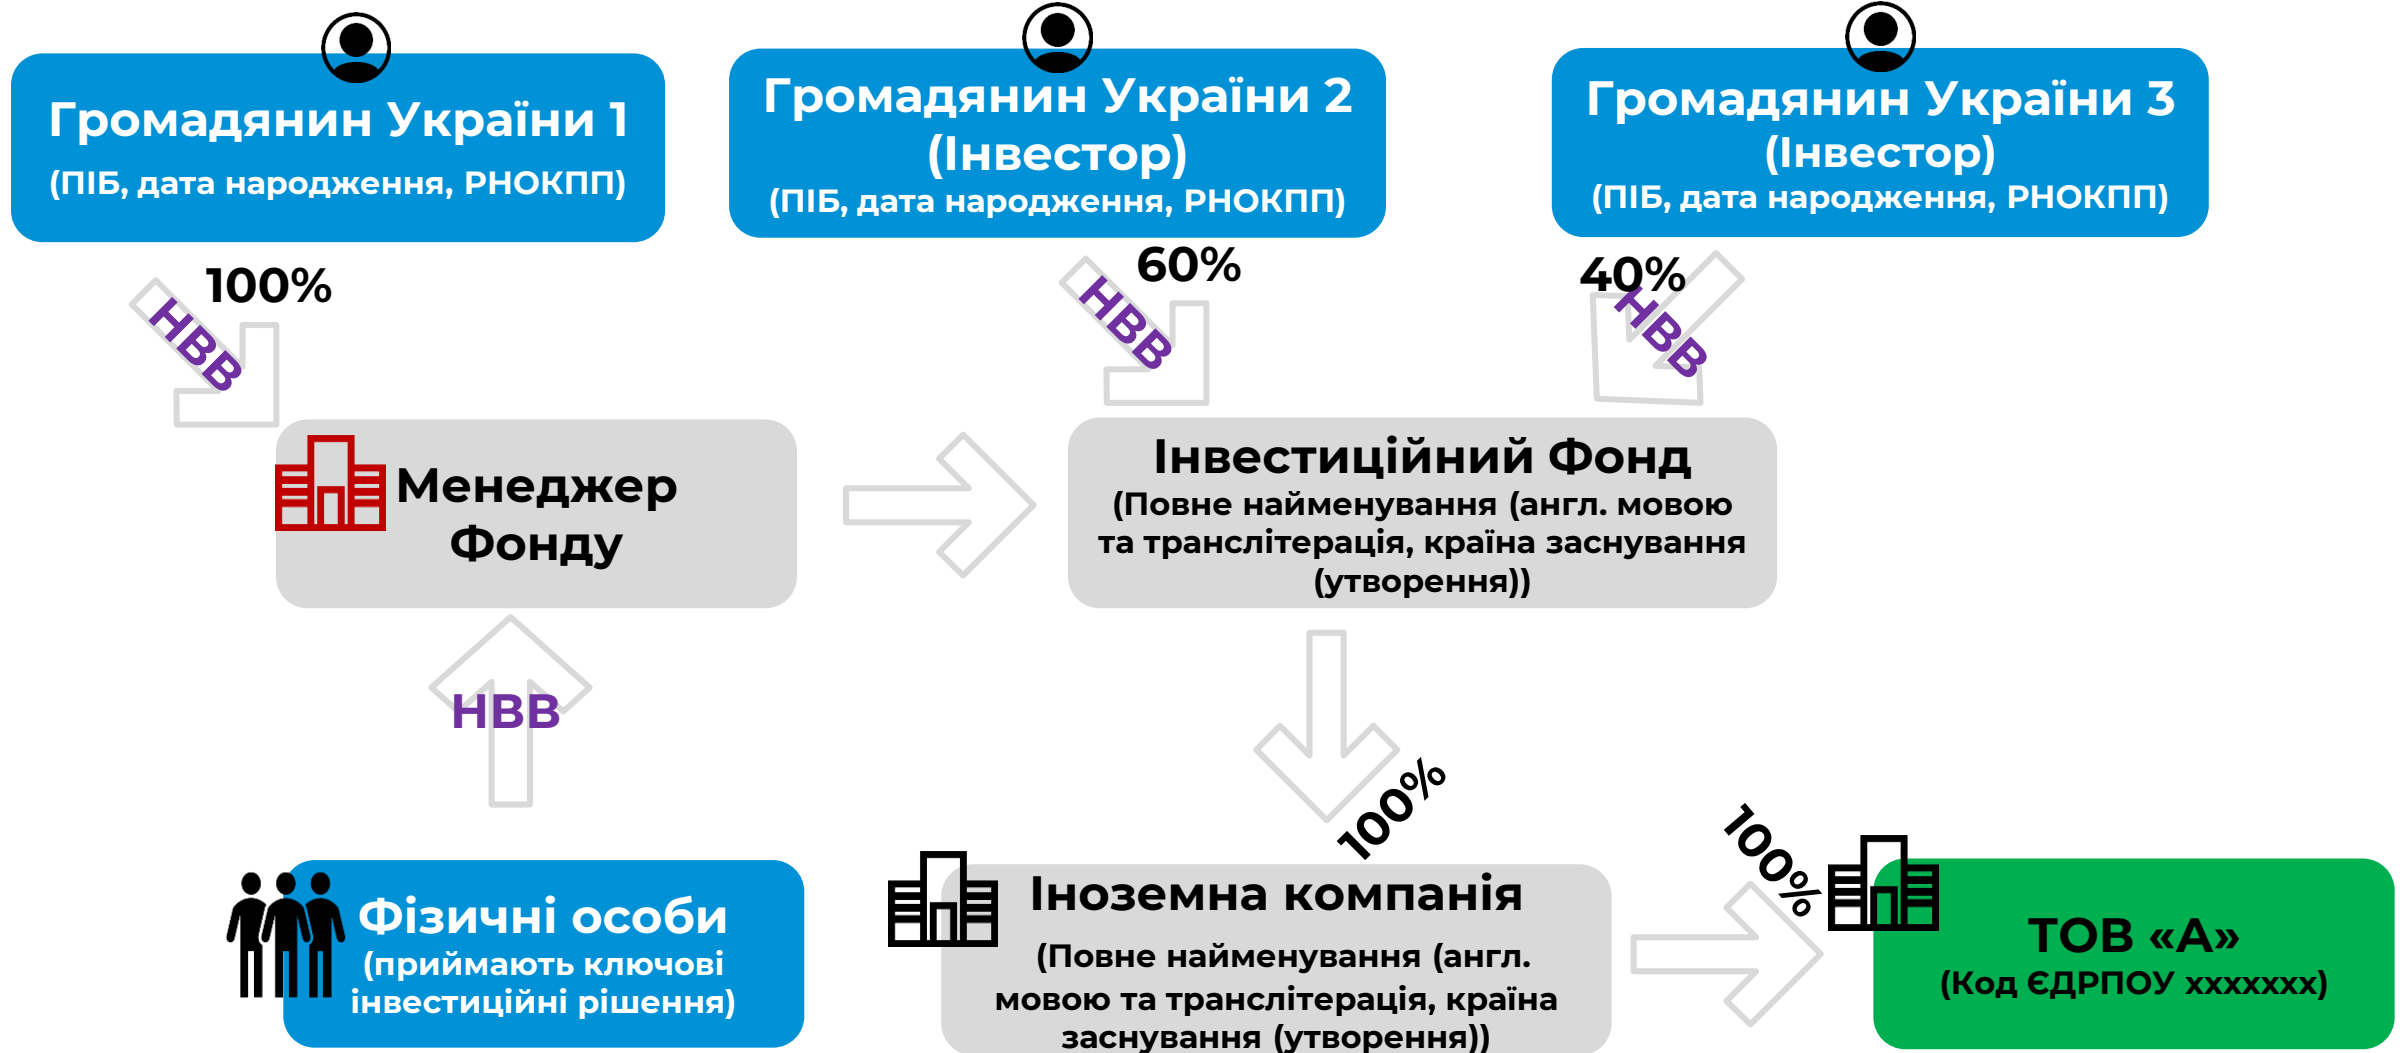 Громадянин України 1
(ПІБ, дата народження, РНОКПП)
Громадянин України 2
(Інвестор)
(ПІБ, дата народження, РНОКПП)
Громадянин України 3
(Інвестор)
(ПІБ, дата народження, РНОКПП)
100%
НВВ
60%
НВВ
40%
НВВ
Менеджер
Фонду
Інвестиційний Фонд
(Повне найменування (англ. мовою
та транслітерація, країна заснування
(утворення))
НВВ
100%
100%
Фізичні особи
(приймають ключові
інвестиційні рішення)
Іноземна компанія
(Повне найменування (англ.
мовою та транслітерація, країна
заснування (утворення))
ТОВ «А»
(Код ЄДРПОУ xxxxxxx)